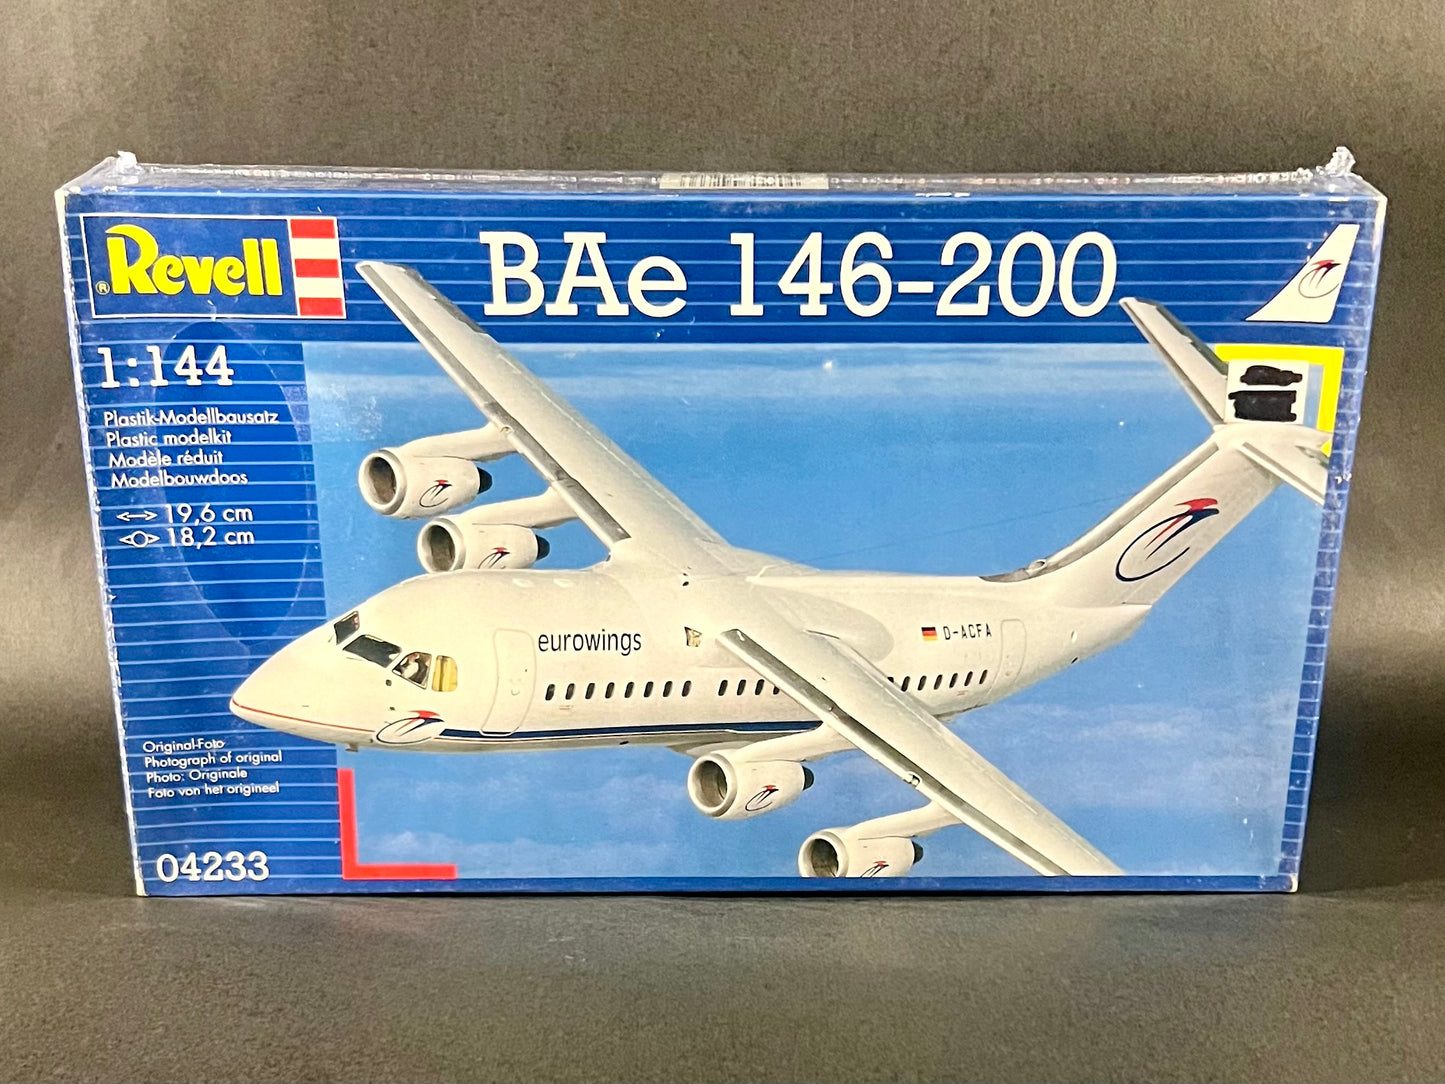 ® Revell
BAe 146-200
1:144
Plastik-Modellbausatz
Plastic modelkit
Modèle réduit
Modelbouwdoos
19,6 cm
18,2 cm
eurowings
D-ACFA
Original-Foto
Photograph of original
Photo: Originale
Foto van het origineel
04233